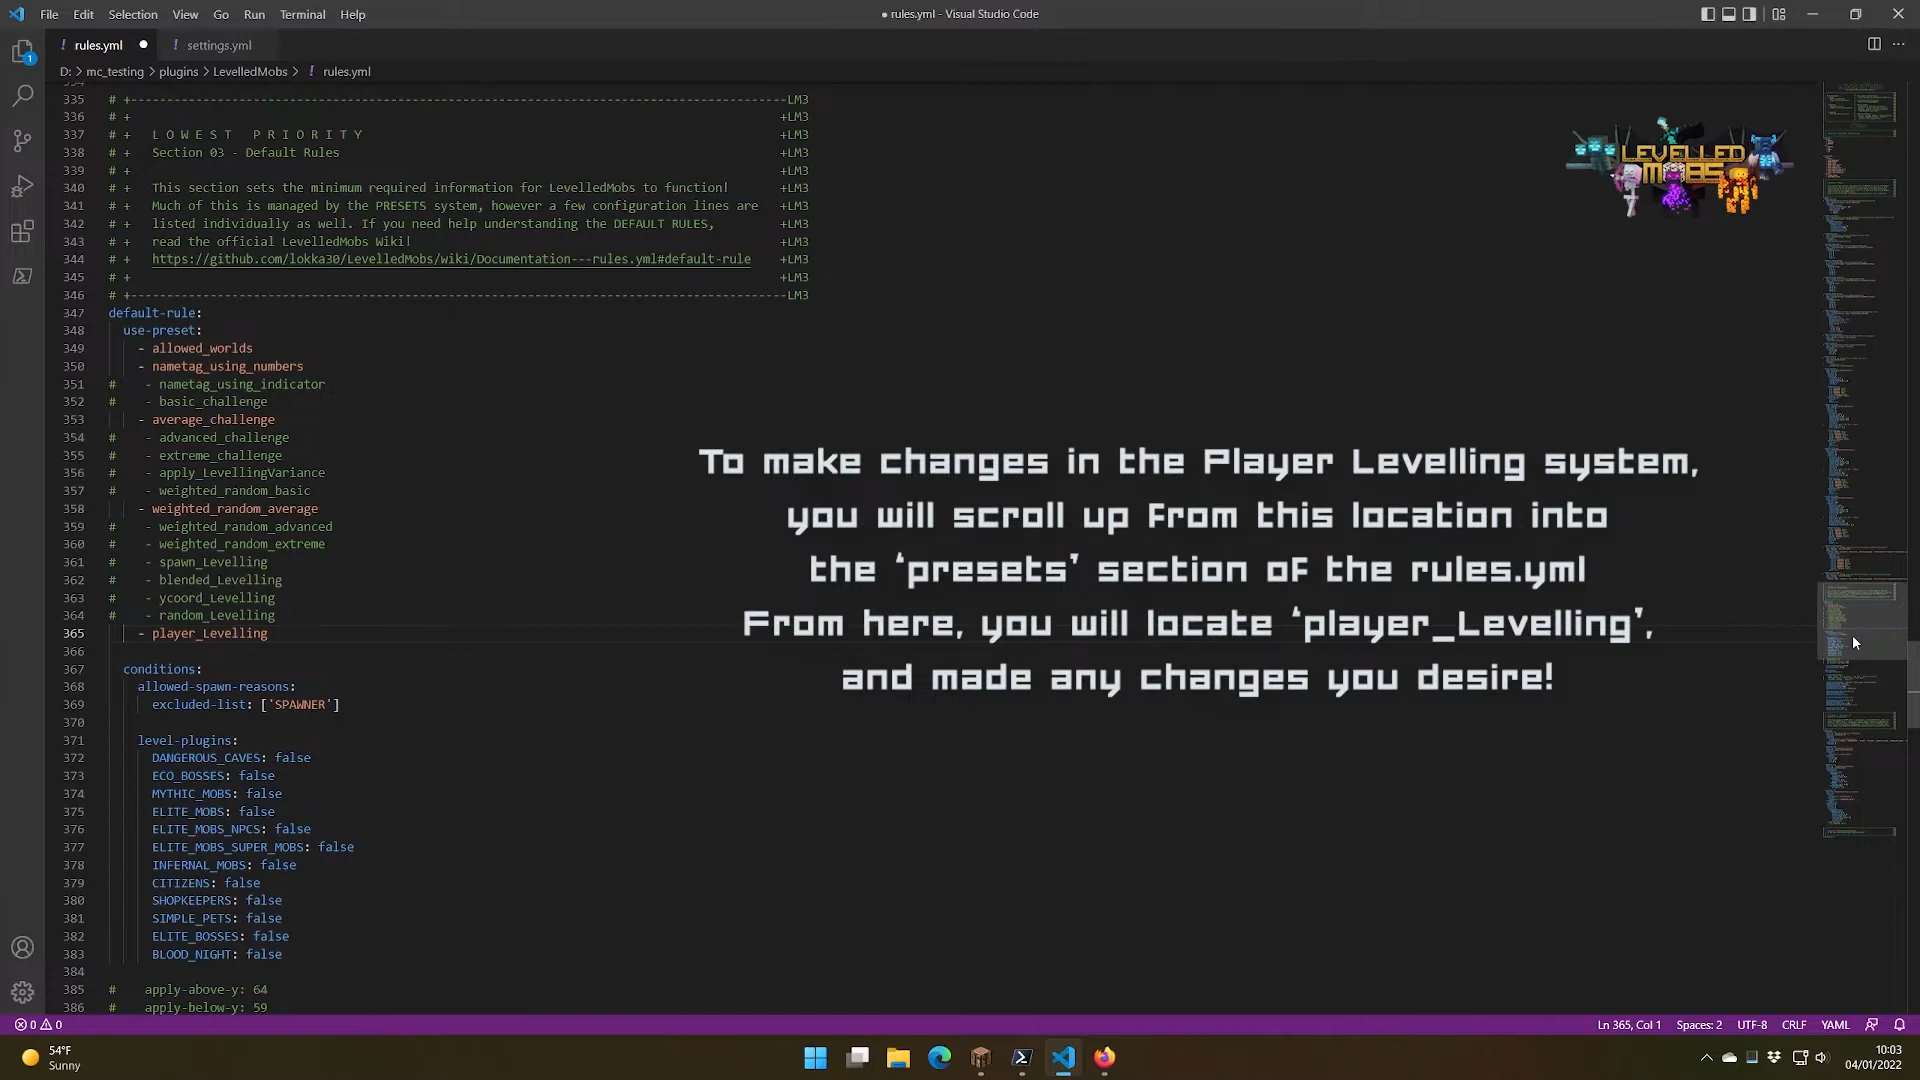 File Edit Selection View Go Run Terminal Help
● rules.yml - Visual Studio Code
! rules.yml ● ! settings.yml
D: > mc_testing > plugins > LevelledMobs > ! rules.yml
335 # +-------------------------------------------------------------------------------------------LM3
336 # + +LM3
337 # + L O W E S T   P R I O R I T Y +LM3
338 # + Section 03 - Default Rules +LM3
339 # + +LM3
340 # + This section sets the minimum required information for LevelledMobs to function! +LM3
341 # + Much of this is managed by the PRESETS system, however a few configuration lines are +LM3
342 # + listed individually as well. If you need help understanding the DEFAULT RULES, +LM3
343 # + read the official LevelledMobs Wiki! +LM3
344 # + https://github.com/lokka30/LevelledMobs/wiki/Documentation---rules.yml#default-rule +LM3
345 # + +LM3
346 # +-------------------------------------------------------------------------------------------LM3
347 default-rule:
348 use-preset:
349 - allowed_worlds
350 - nametag_using_numbers
351 # - nametag_using_indicator
352 # - basic_challenge
353 - average_challenge
354 # - advanced_challenge
355 # - extreme_challenge
356 # - apply_LevellingVariance
357 # - weighted_random_basic
358 - weighted_random_average
359 # - weighted_random_advanced
360 # - weighted_random_extreme
361 # - spawn_Levelling
362 # - blended_Levelling
363 # - ycoord_Levelling
364 # - random_Levelling
365 - player_Levelling
366
367 conditions:
368 allowed-spawn-reasons:
369 excluded-list: ['SPAWNER']
370
371 level-plugins:
372 DANGEROUS_CAVES: false
373 ECO_BOSSES: false
374 MYTHIC_MOBS: false
375 ELITE_MOBS: false
376 ELITE_MOBS_NPCS: false
377 ELITE_MOBS_SUPER_MOBS: false
378 INFERNAL_MOBS: false
379 CITIZENS: false
380 SHOPKEEPERS: false
381 SIMPLE_PETS: false
382 ELITE_BOSSES: false
383 BLOOD_NIGHT: false
384
385 # apply-above-y: 64
386 # apply-below-y: 59
LEVELLED
MOBS
To make changes in the Player Levelling system,
you will scroll up from this location into
the ‘presets’ section of the rules.yml
From here, you will locate ‘player_Levelling’,
and made any changes you desire!
1
0 0
Ln 365, Col 1 Spaces: 2 UTF-8 CRLF YAML
54°F
Sunny
10:03
04/01/2022